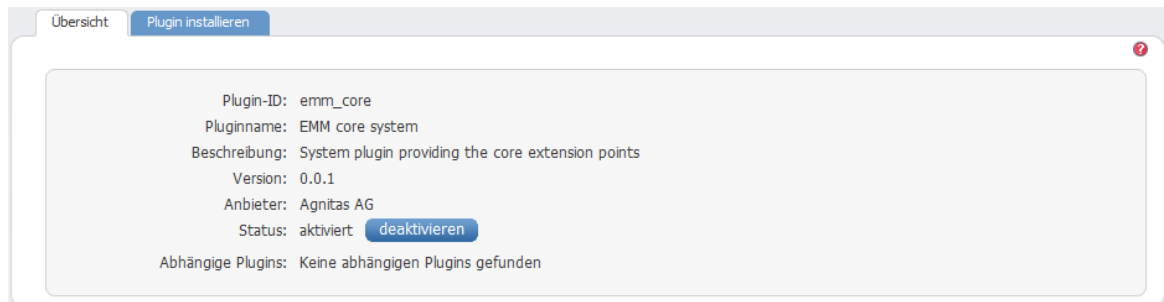 Übersicht Plugin installieren
?
Plugin-ID: emm_core
Pluginname: EMM core system
Beschreibung: System plugin providing the core extension points
Version: 0.0.1
Anbieter: Agnitas AG
Status: aktiviert deaktivieren
Abhängige Plugins: Keine abhängigen Plugins gefunden